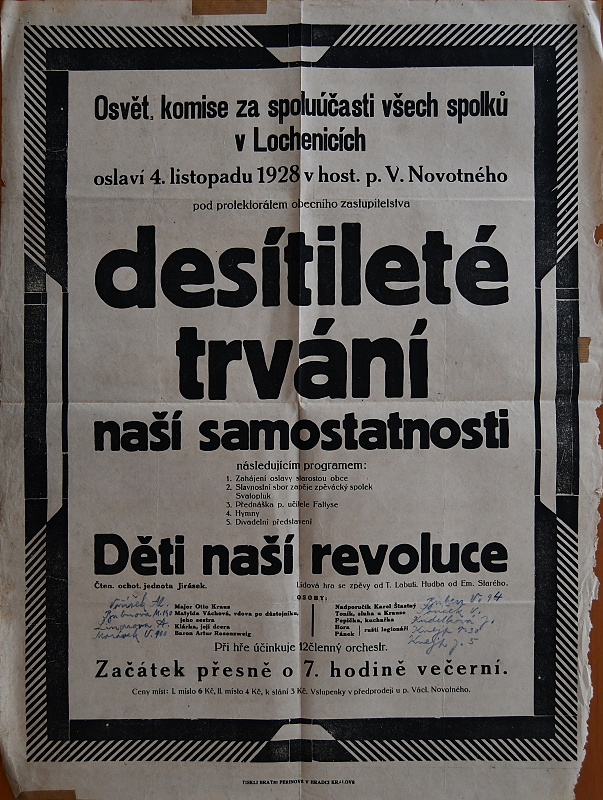 Osvět. komise za spoluúčasti všech spolků
v Lochenicích
oslaví 4. listopadu 1928 v host. p. V. Novotného
pod protektorátem obecního zastupitelstva
desítileté
trvání
naší samostatnosti
následujícím programem:
1. Zahájení oslavy starostou obce
2. Slavnostní sbor zapěje zpěvácký spolek
Svatopluk
3. Přednáška p. učitele Faltyse
4. Hymny
5. Divadelní představení
Děti naší revoluce
Čten. ochot. jednota Jirásek. Lidová hra se zpěvy od T. Labuti. Hudba od Em. Starého.
OSOBY:
Major Otto Kraus
Matylda Váchová, vdova po důstojníku,
jeho sestra
Klárka, její dcera
Baron Artur Rosenzweig
Nadporučík Karel Šťastný
Toník, sluha u Krause
Pepička, kuchařka
Hora
Pánek } ruští legionáři
Při hře účinkuje 12členný orchestr.
Začátek přesně o 7. hodině večerní.
Ceny míst: I. místo 6 Kč, II. místo 4 Kč, k stání 3 Kč. Vstupenky v předprodeji u p. Václ. Novotného.
TISKLI BRATŘI PEŘINOVÉ V HRADCI KRÁLOVÉ